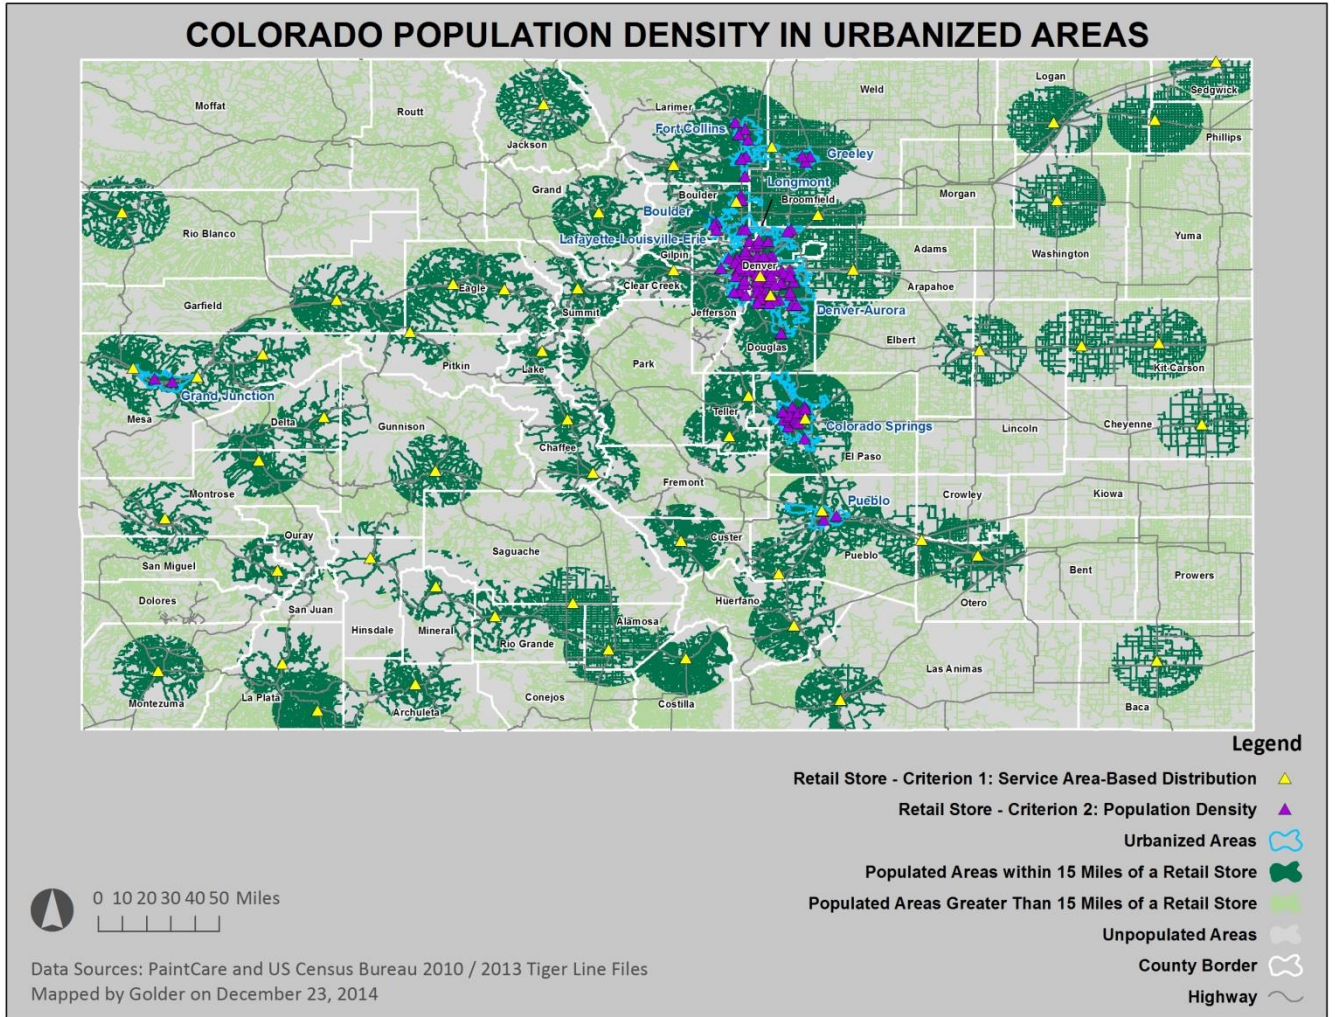 COLORADO POPULATION DENSITY IN URBANIZED AREAS
Moffat
Routt
Jackson
Larimer
Weld
Logan
Sedgwick
Phillips
Fort Collins
Greeley
Grand
Boulder
Longmont
Broomfield
Morgan
Rio Blanco
Boulder
Lafayette-Louisville-Erie
Gilpin
Denver
Adams
Washington
Yuma
Eagle
Clear Creek
Arapahoe
Garfield
Summit
Jefferson
Denver-Aurora
Douglas
Elbert
Pitkin
Lake
Park
Kit Carson
Grand Junction
Mesa
Delta
Gunnison
Teller
Colorado Springs
Lincoln
Cheyenne
Chaffee
El Paso
Montrose
Fremont
Pueblo
Crowley
Kiowa
Ouray
Saguache
Custer
Pueblo
San Miguel
Bent
Prowers
Dolores
San Juan
Hinsdale
Mineral
Rio Grande
Alamosa
Huerfano
Otero
Las Animas
Montezuma
La Plata
Archuleta
Conejos
Costilla
Baca
Legend
Retail Store - Criterion 1: Service Area-Based Distribution
Retail Store - Criterion 2: Population Density
Urbanized Areas
Populated Areas within 15 Miles of a Retail Store
Populated Areas Greater Than 15 Miles of a Retail Store
Unpopulated Areas
County Border
Highway
0 10 20 30 40 50 Miles
Data Sources: PaintCare and US Census Bureau 2010 / 2013 Tiger Line Files
Mapped by Golder on December 23, 2014